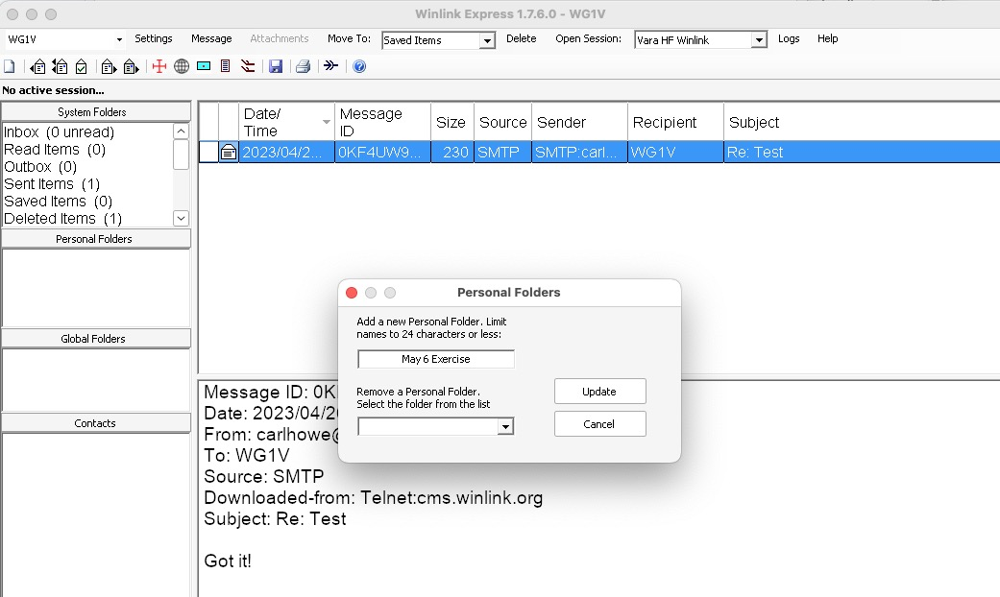 Winlink Express 1.7.6.0 - WG1V
WG1V Settings Message Attachments Move To: Saved Items Delete Open Session: Vara HF Winlink Logs Help
No active session...
System Folders
Inbox (0 unread)
Read Items (0)
Outbox (0)
Sent Items (1)
Saved Items (0)
Deleted Items (1)
Personal Folders
Global Folders
Contacts
Date/
Time
Message
ID
Size
Source
Sender
Recipient
Subject
2023/04/2... 0KF4UW9... 230 SMTP SMTP:carl... WG1V Re: Test
Personal Folders
Add a new Personal Folder. Limit
names to 24 characters or less:
May 6 Exercise
Remove a Personal Folder.
Select the folder from the list
Update
Cancel
Message ID: 0K
Date: 2023/04/2
From: carlhowe@
To: WG1V
Source: SMTP
Downloaded-from: Telnet:cms.winlink.org
Subject: Re: Test
Got it!